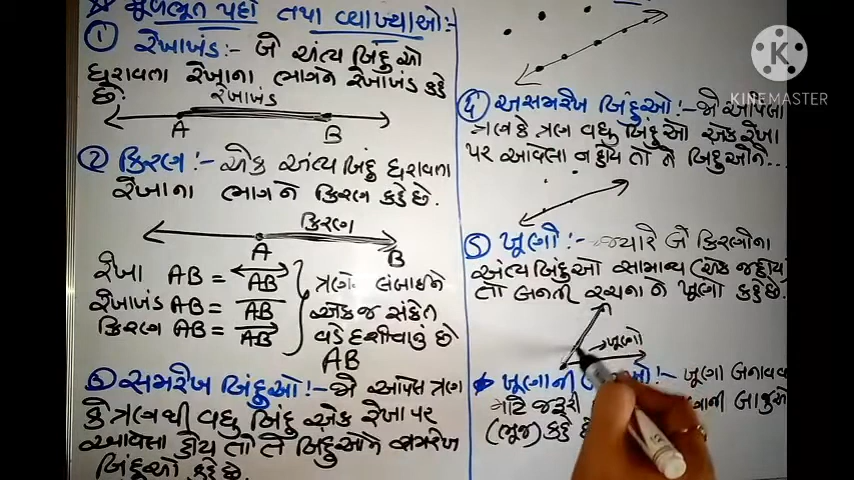 * મૂળભૂત પદો તથા વ્યાખ્યાઓ:-
① રેખાખંડ:- બે અંત્યબિંદુઓ
ધરાવતા રેખાના ભાગને રેખાખંડ કહે
છે.
રેખાખંડ
A B
② કિરણ:- એક અંત્યબિંદુ ધરાવતા
રેખાના ભાગને કિરણ કહે છે.
કિરણ
A B
રેખા AB = AB
રેખાખંડ AB = AB
કિરણ AB = AB
ત્રણેને લંબાઈને
એક જ સંકેત
વડે દર્શાવાયું છે
AB
③ સમરેખ બિંદુઓ:- જો આપેલ ત્રણ
કે ત્રણથી વધુ બિંદુ એક રેખા પર
આવેલા હોય તો તે બિંદુઓને સમરેખ
બિંદુઓ કહે છે.
④ અસમરેખ બિંદુઓ:- જો આપેલા
ત્રણ કે ત્રણ વધુ બિંદુઓ એક રેખા
પર આવેલા ન હોય તો તે બિંદુઓને...
⑤ ખૂણો:- જ્યારે બે કિરણોના
અંત્યબિંદુઓ સામાન્ય (એક જ હોય)
તો બનતી રચનાને ખૂણો કહે છે.
ખૂણો
ખૂણાની :- ખૂણા બનાવવા
માટે જરૂરી બાજુઓ
(ભૂજ) કહે
KINEMASTER